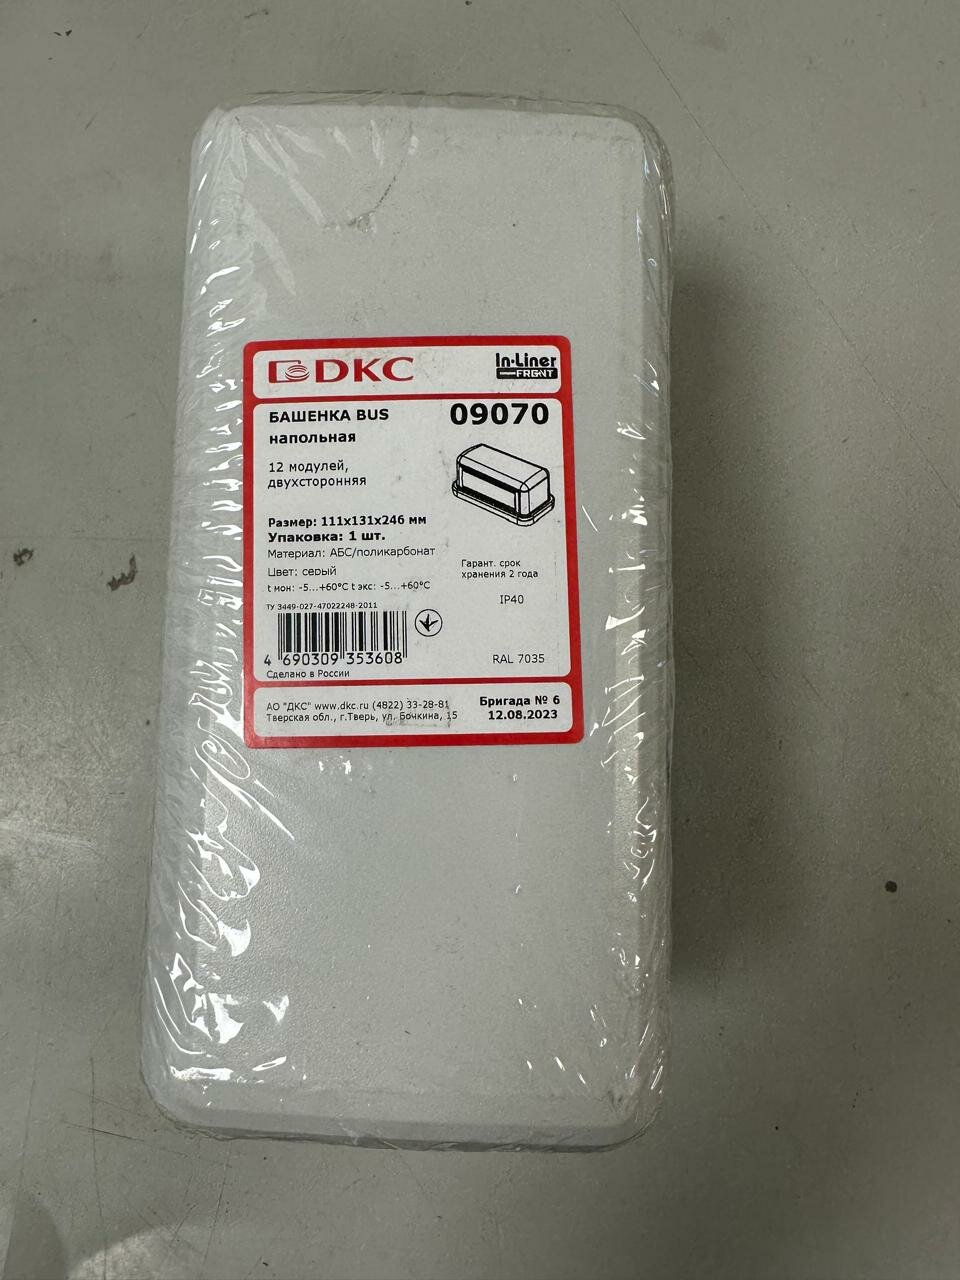 DKC
In-Liner
FRONT
БАШЕНКА BUS
09070
напольная
12 модулей,
двухсторонняя
Размер: 111x131x246 мм
Упаковка: 1 шт.
Материал: АБС/поликарбонат
Цвет: серый
t мон: -5...+60°C t экс: -5...+60°C
Гарант. срок
хранения 2 года
IP40
ТУ 3449-027-47022248-2011
4 690309 353608
RAL 7035
Сделано в России
АО "ДКС" www.dkc.ru (4822) 33-28-81
Тверская обл., г.Тверь, ул. Бочкина, 15
Бригада № 6
12.08.2023